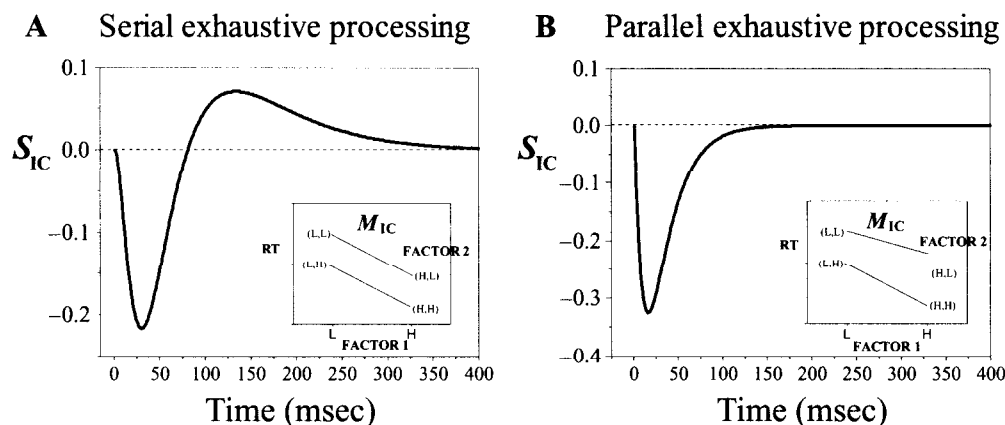 A Serial exhaustive processing
0.1
0.0
−0.1
−0.2
S_IC
0 50 100 150 200 250 300 350 400
Time (msec)
M_IC
(L,L)
FACTOR 2
RT
(L,H)
(H,L)
(H,H)
L H
FACTOR 1
B Parallel exhaustive processing
0.1
0.0
−0.1
−0.2
−0.3
−0.4
S_IC
0 50 100 150 200 250 300 350 400
Time (msec)
M_IC
(L,L)
FACTOR 2
RT
(L,H)
(H,L)
(H,H)
L H
FACTOR 1